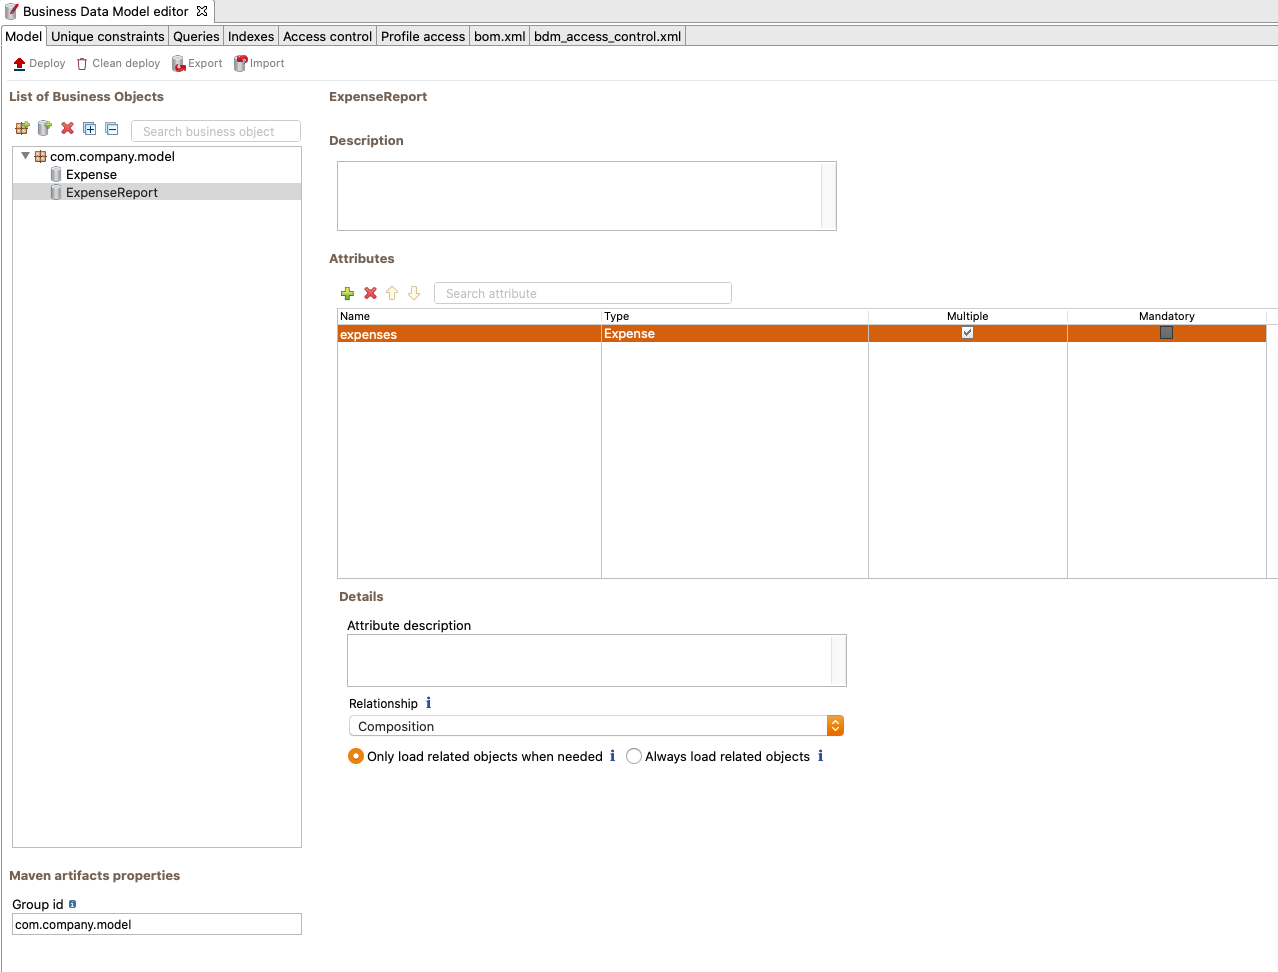 Business Data Model editor
Model Unique constraints Queries Indexes Access control Profile access bom.xml bdm_access_control.xml
Deploy Clean deploy Export Import
List of Business Objects
Search business object
com.company.model
Expense
ExpenseReport
ExpenseReport
Description
Attributes
Search attribute
Name Type Multiple Mandatory
expenses Expense
Details
Attribute description
Relationship
Composition
Only load related objects when needed Always load related objects
Maven artifacts properties
Group id
com.company.model